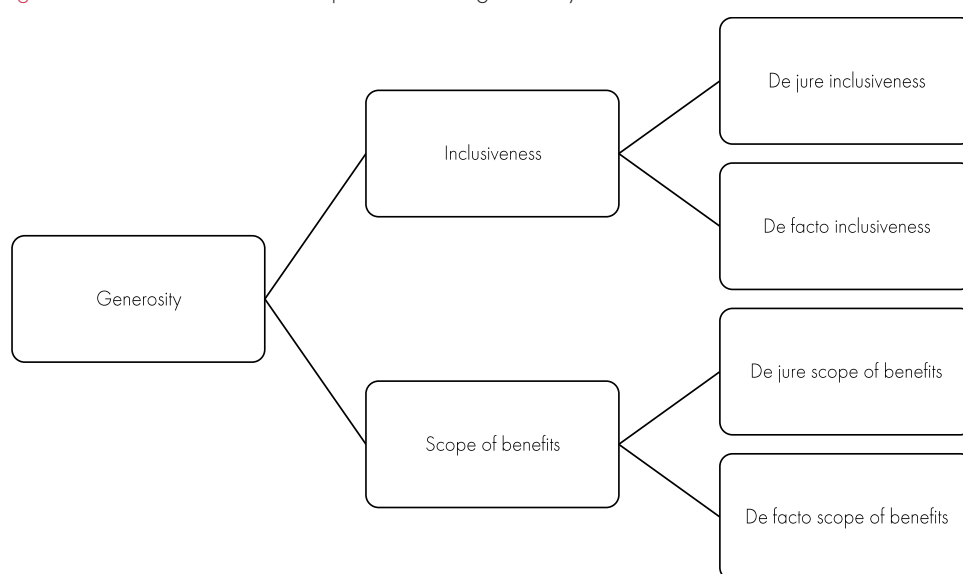 De jure inclusiveness
Inclusiveness
De facto inclusiveness
Generosity
De jure scope of benefits
Scope of benefits
De facto scope of benefits